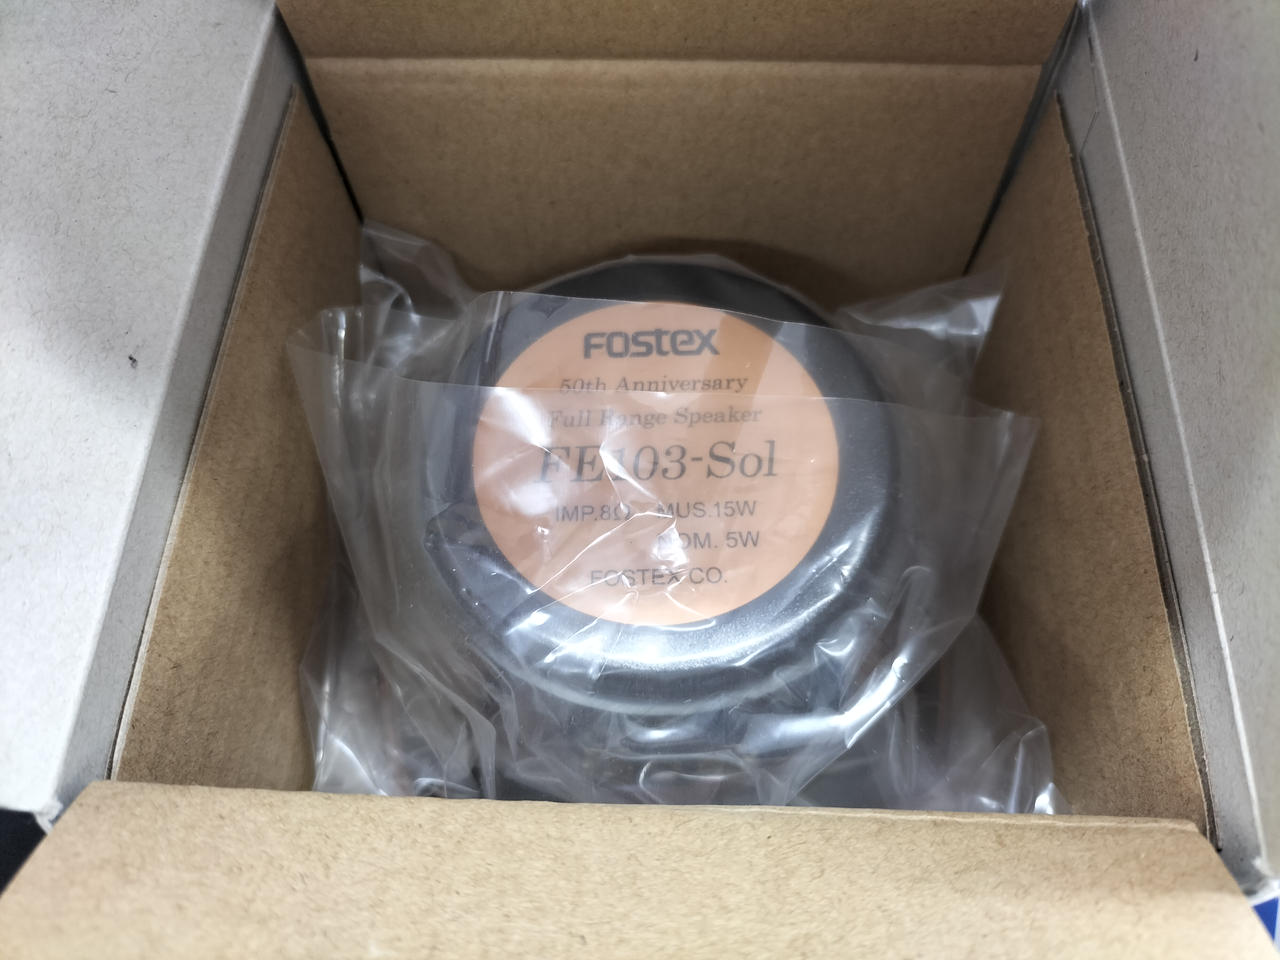 FOSTEX
50th Anniversary
Full Range Speaker
FE103-Sol
IMP.8Ω MUS.15W
NOM. 5W
FOSTEX CO.